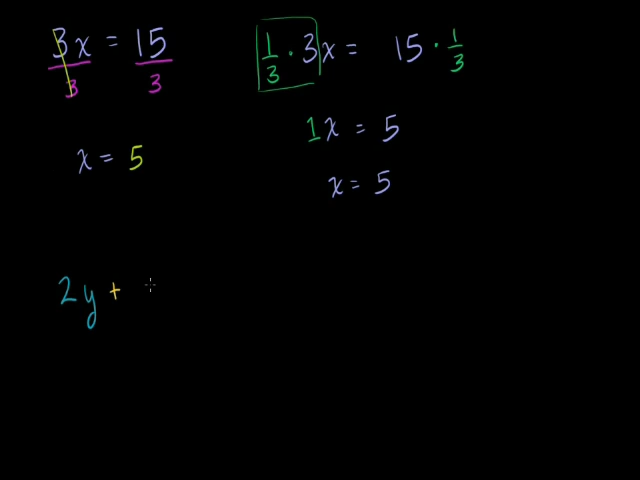 3x = 15
3 3
x = 5
1/3 · 3x = 15 · 1/3
1x = 5
x = 5
2y +